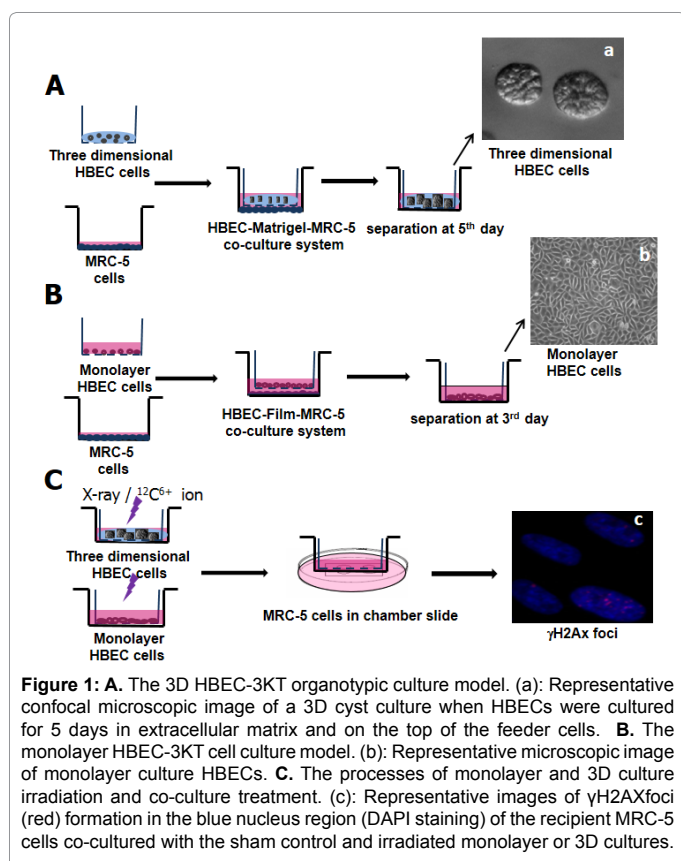 A
a
Three dimensional
HBEC cells
Three dimensional
HBEC cells
HBEC-Matrigel-MRC-5
co-culture system
separation at 5th day
MRC-5
cells
B
b
Monolayer
HBEC cells
Monolayer
HBEC cells
HBEC-Film-MRC-5
co-culture system
separation at 3rd day
MRC-5
cells
C
X-ray / 12C6+ ion
c
Three dimensional
HBEC cells
MRC-5 cells in chamber slide
Monolayer
HBEC cells
γH2Ax foci
Figure 1: A. The 3D HBEC-3KT organotypic culture model. (a): Representative
confocal microscopic image of a 3D cyst culture when HBECs were cultured
for 5 days in extracellular matrix and on the top of the feeder cells. B. The
monolayer HBEC-3KT cell culture model. (b): Representative microscopic image
of monolayer culture HBECs. C. The processes of monolayer and 3D culture
irradiation and co-culture treatment. (c): Representative images of γH2AXfoci
(red) formation in the blue nucleus region (DAPI staining) of the recipient MRC-5
cells co-cultured with the sham control and irradiated monolayer or 3D cultures.